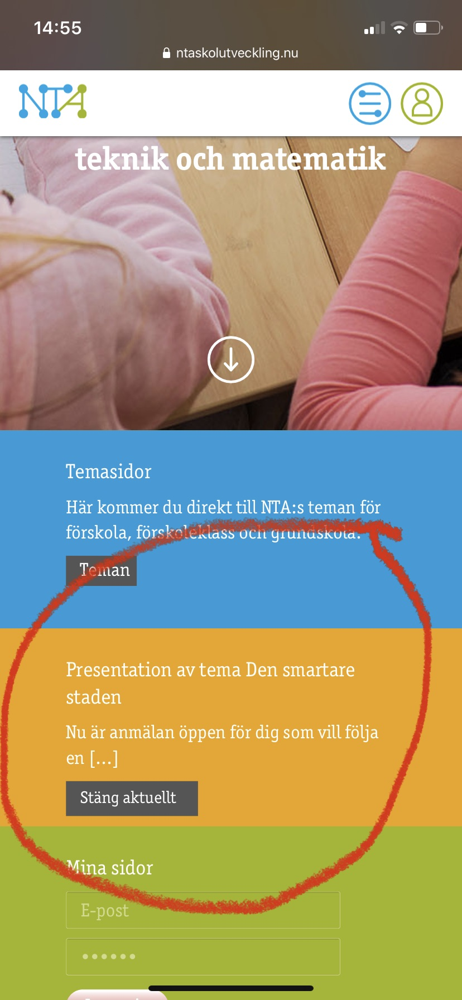 14:55
ntaskolutveckling.nu
NTA
teknik och matematik
Temasidor
Här kommer du direkt till NTA:s teman för
förskola, förskoleklass och grundskola.
Teman
Presentation av tema Den smartare
staden
Nu är anmälan öppen för dig som vill följa
en [...]
Stäng aktuellt
Mina sidor
E-post